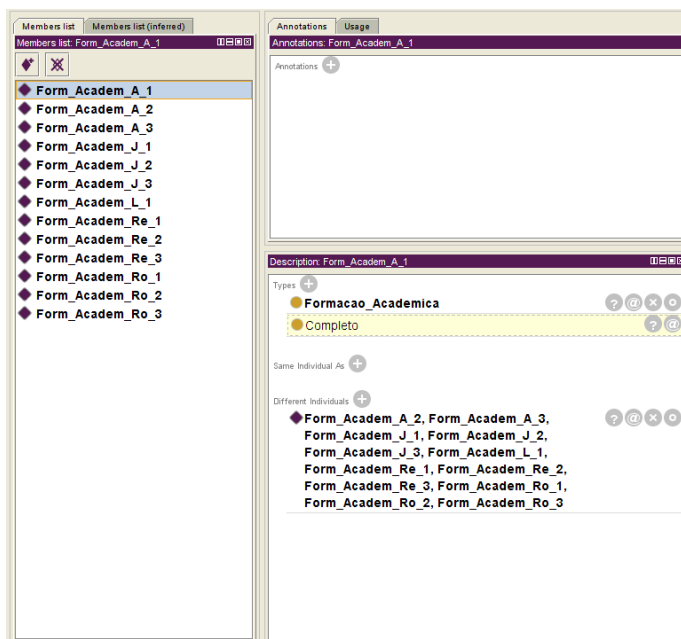 Members list
Members list (inferred)
Members list: Form_Academ_A_1
Form_Academ_A_1
Form_Academ_A_2
Form_Academ_A_3
Form_Academ_J_1
Form_Academ_J_2
Form_Academ_J_3
Form_Academ_L_1
Form_Academ_Re_1
Form_Academ_Re_2
Form_Academ_Re_3
Form_Academ_Ro_1
Form_Academ_Ro_2
Form_Academ_Ro_3
Annotations
Usage
Annotations: Form_Academ_A_1
Annotations +
Description: Form_Academ_A_1
Types +
Formacao_Academica ? @ x o
Completo ? @
Same Individual As +
Different Individuals +
Form_Academ_A_2, Form_Academ_A_3, ? @ x o
Form_Academ_J_1, Form_Academ_J_2,
Form_Academ_J_3, Form_Academ_L_1,
Form_Academ_Re_1, Form_Academ_Re_2,
Form_Academ_Re_3, Form_Academ_Ro_1,
Form_Academ_Ro_2, Form_Academ_Ro_3